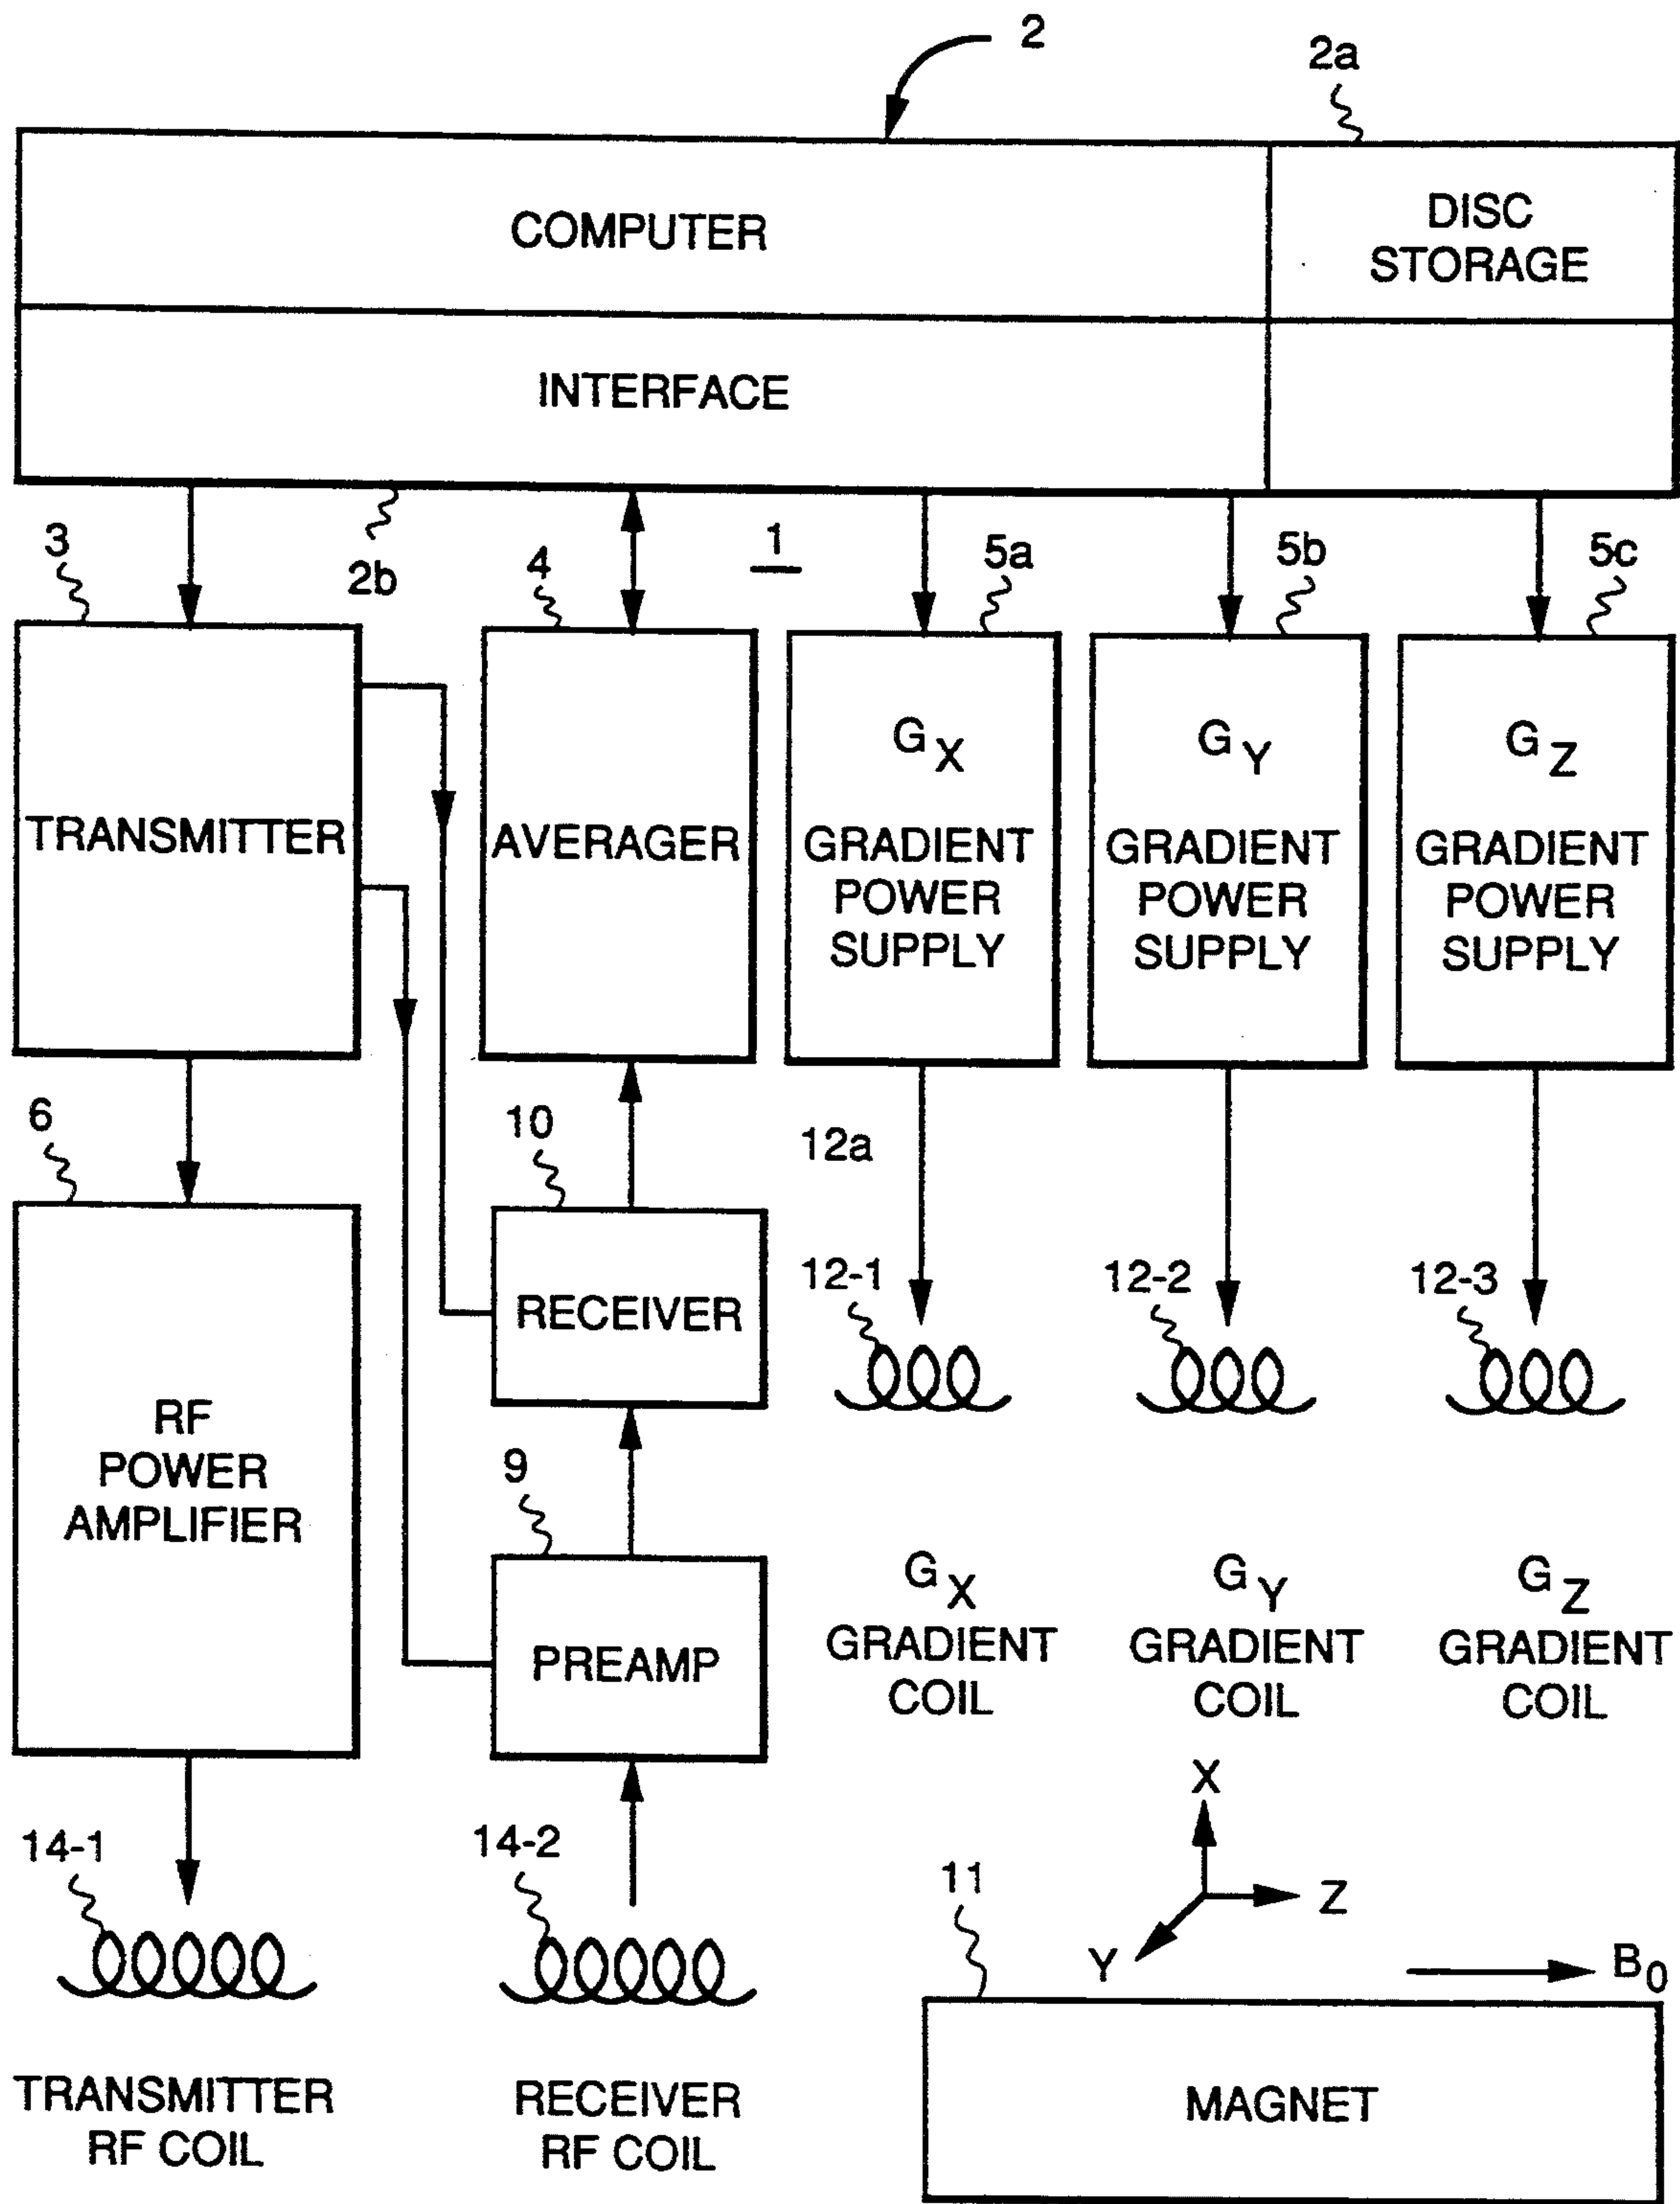 2
2a
COMPUTER
DISC
STORAGE
INTERFACE
3
2b
4
1
5a
5b
5c
TRANSMITTER
AVERAGER
G X
GRADIENT
POWER
SUPPLY
G Y
GRADIENT
POWER
SUPPLY
G Z
GRADIENT
POWER
SUPPLY
6
10
12a
RECEIVER
12-1
12-2
12-3
RF
POWER
AMPLIFIER
9
PREAMP
G X
GRADIENT
COIL
G Y
GRADIENT
COIL
G Z
GRADIENT
COIL
14-1
14-2
X
Z
Y
11
B0
TRANSMITTER
RF COIL
RECEIVER
RF COIL
MAGNET